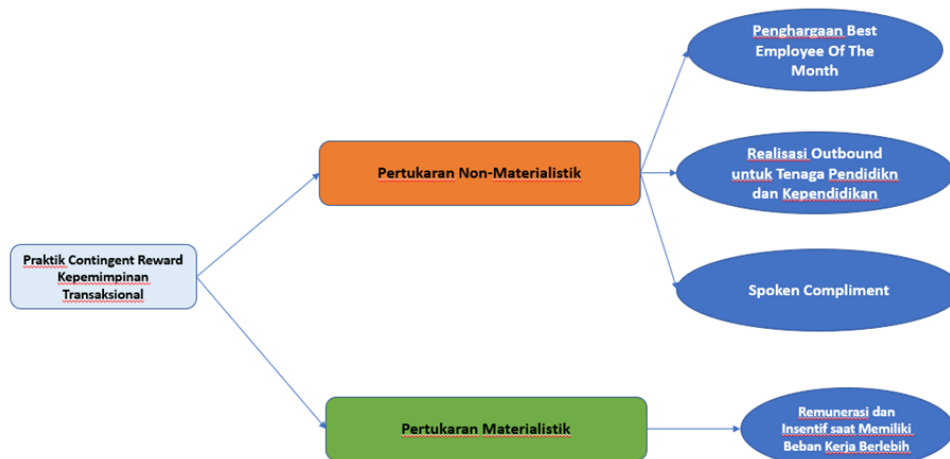 Penghargaan Best
Employee Of The
Month
Pertukaran Non-Materialistik
Realisasi Outbound
untuk Tenaga Pendidikn
dan Kependidikan
Praktik Contingent Reward
Kepemimpinan
Transaksional
Spoken Compliment
Pertukaran Materialistik
Remunerasi dan
Insentif saat Memiliki
Beban Kerja Berlebih